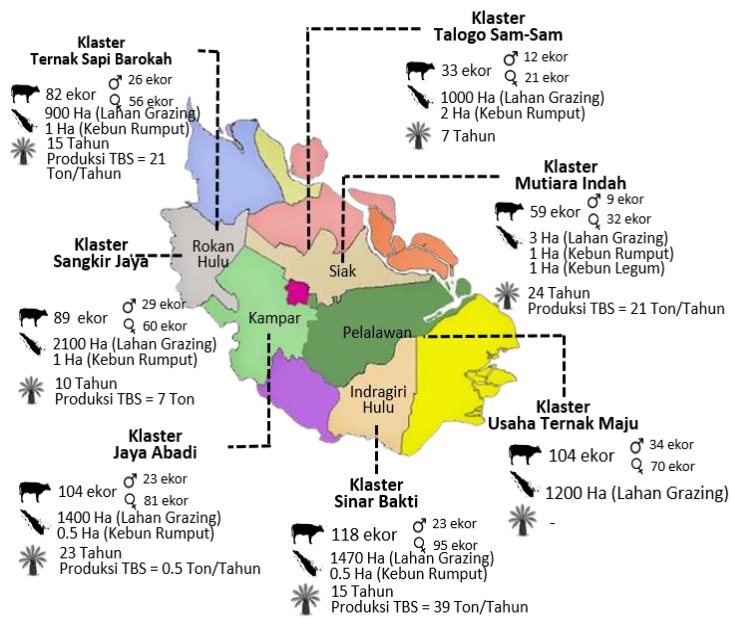 Klaster
Ternak Sapi Barokah
82 ekor
♂ 26 ekor
♀ 56 ekor
900 Ha (Lahan Grazing)
1 Ha (Kebun Rumput)
15 Tahun
Produksi TBS = 21
Ton/Tahun
Klaster
Talogo Sam-Sam
33 ekor
♂ 12 ekor
♀ 21 ekor
1000 Ha (Lahan Grazing)
2 Ha (Kebun Rumput)
7 Tahun
Klaster
Mutiara Indah
59 ekor
♂ 9 ekor
♀ 32 ekor
3 Ha (Lahan Grazing)
1 Ha (Kebun Rumput)
1 Ha (Kebun Legum)
24 Tahun
Produksi TBS = 21 Ton/Tahun
Klaster
Sangkir Jaya
89 ekor
♂ 29 ekor
♀ 60 ekor
2100 Ha (Lahan Grazing)
1 Ha (Kebun Rumput)
10 Tahun
Produksi TBS = 7 Ton
Rokan
Hulu
Siak
Kampar
Pelalawan
Indragiri
Hulu
Klaster
Usaha Ternak Maju
104 ekor
♂ 34 ekor
♀ 70 ekor
1200 Ha (Lahan Grazing)
-
Klaster
Jaya Abadi
104 ekor
♂ 23 ekor
♀ 81 ekor
1400 Ha (Lahan Grazing)
0.5 Ha (Kebun Rumput)
23 Tahun
Produksi TBS = 0.5 Ton/Tahun
Klaster
Sinar Bakti
118 ekor
♂ 23 ekor
♀ 95 ekor
1470 Ha (Lahan Grazing)
0.5 Ha (Kebun Rumput)
15 Tahun
Produksi TBS = 39 Ton/Tahun